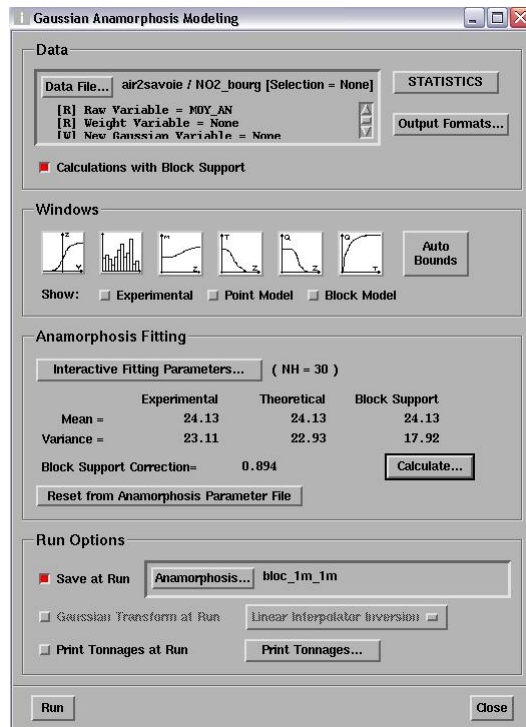 Gaussian Anamorphosis Modeling
Data
Data File... air2savoie / NO2_bourg [Selection = None]
[R] Raw Variable = MOY_AN
[R] Weight Variable = None
[W] New Gaussian Variable = None
STATISTICS
Output Formats...
Calculations with Block Support
Windows
Z Y
M Z
T Z
Q Z
Q T
Auto Bounds
Show: Experimental Point Model Block Model
Anamorphosis Fitting
Interactive Fitting Parameters... ( NH = 30 )
Experimental Theoretical Block Support
Mean = 24.13 24.13 24.13
Variance = 23.11 22.93 17.92
Block Support Correction= 0.894 Calculate...
Reset from Anamorphosis Parameter File
Run Options
Save at Run Anamorphosis... bloc_1m_1m
Gaussian Transform at Run Linear Interpolator Inversion
Print Tonnages at Run Print Tonnages...
Run Close